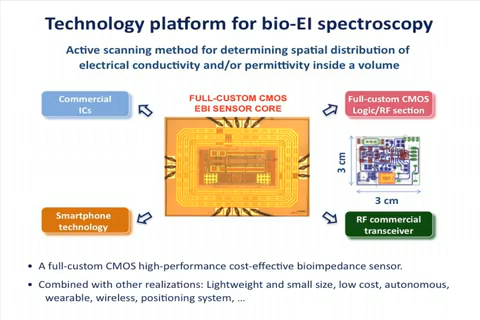 Technology platform for bio-EI spectroscopy
Active scanning method for determining spatial distribution of
electrical conductivity and/or permittivity inside a volume
Commercial
ICs
FULL-CUSTOM CMOS
EBI SENSOR CORE
Full-custom CMOS
Logic/RF section
3 cm
3 cm
Smartphone
technology
RF commercial
transceiver
• A full-custom CMOS high-performance cost-effective bioimpedance sensor.
• Combined with other realizations: Lightweight and small size, low cost, autonomous,
wearable, wireless, positioning system, ...